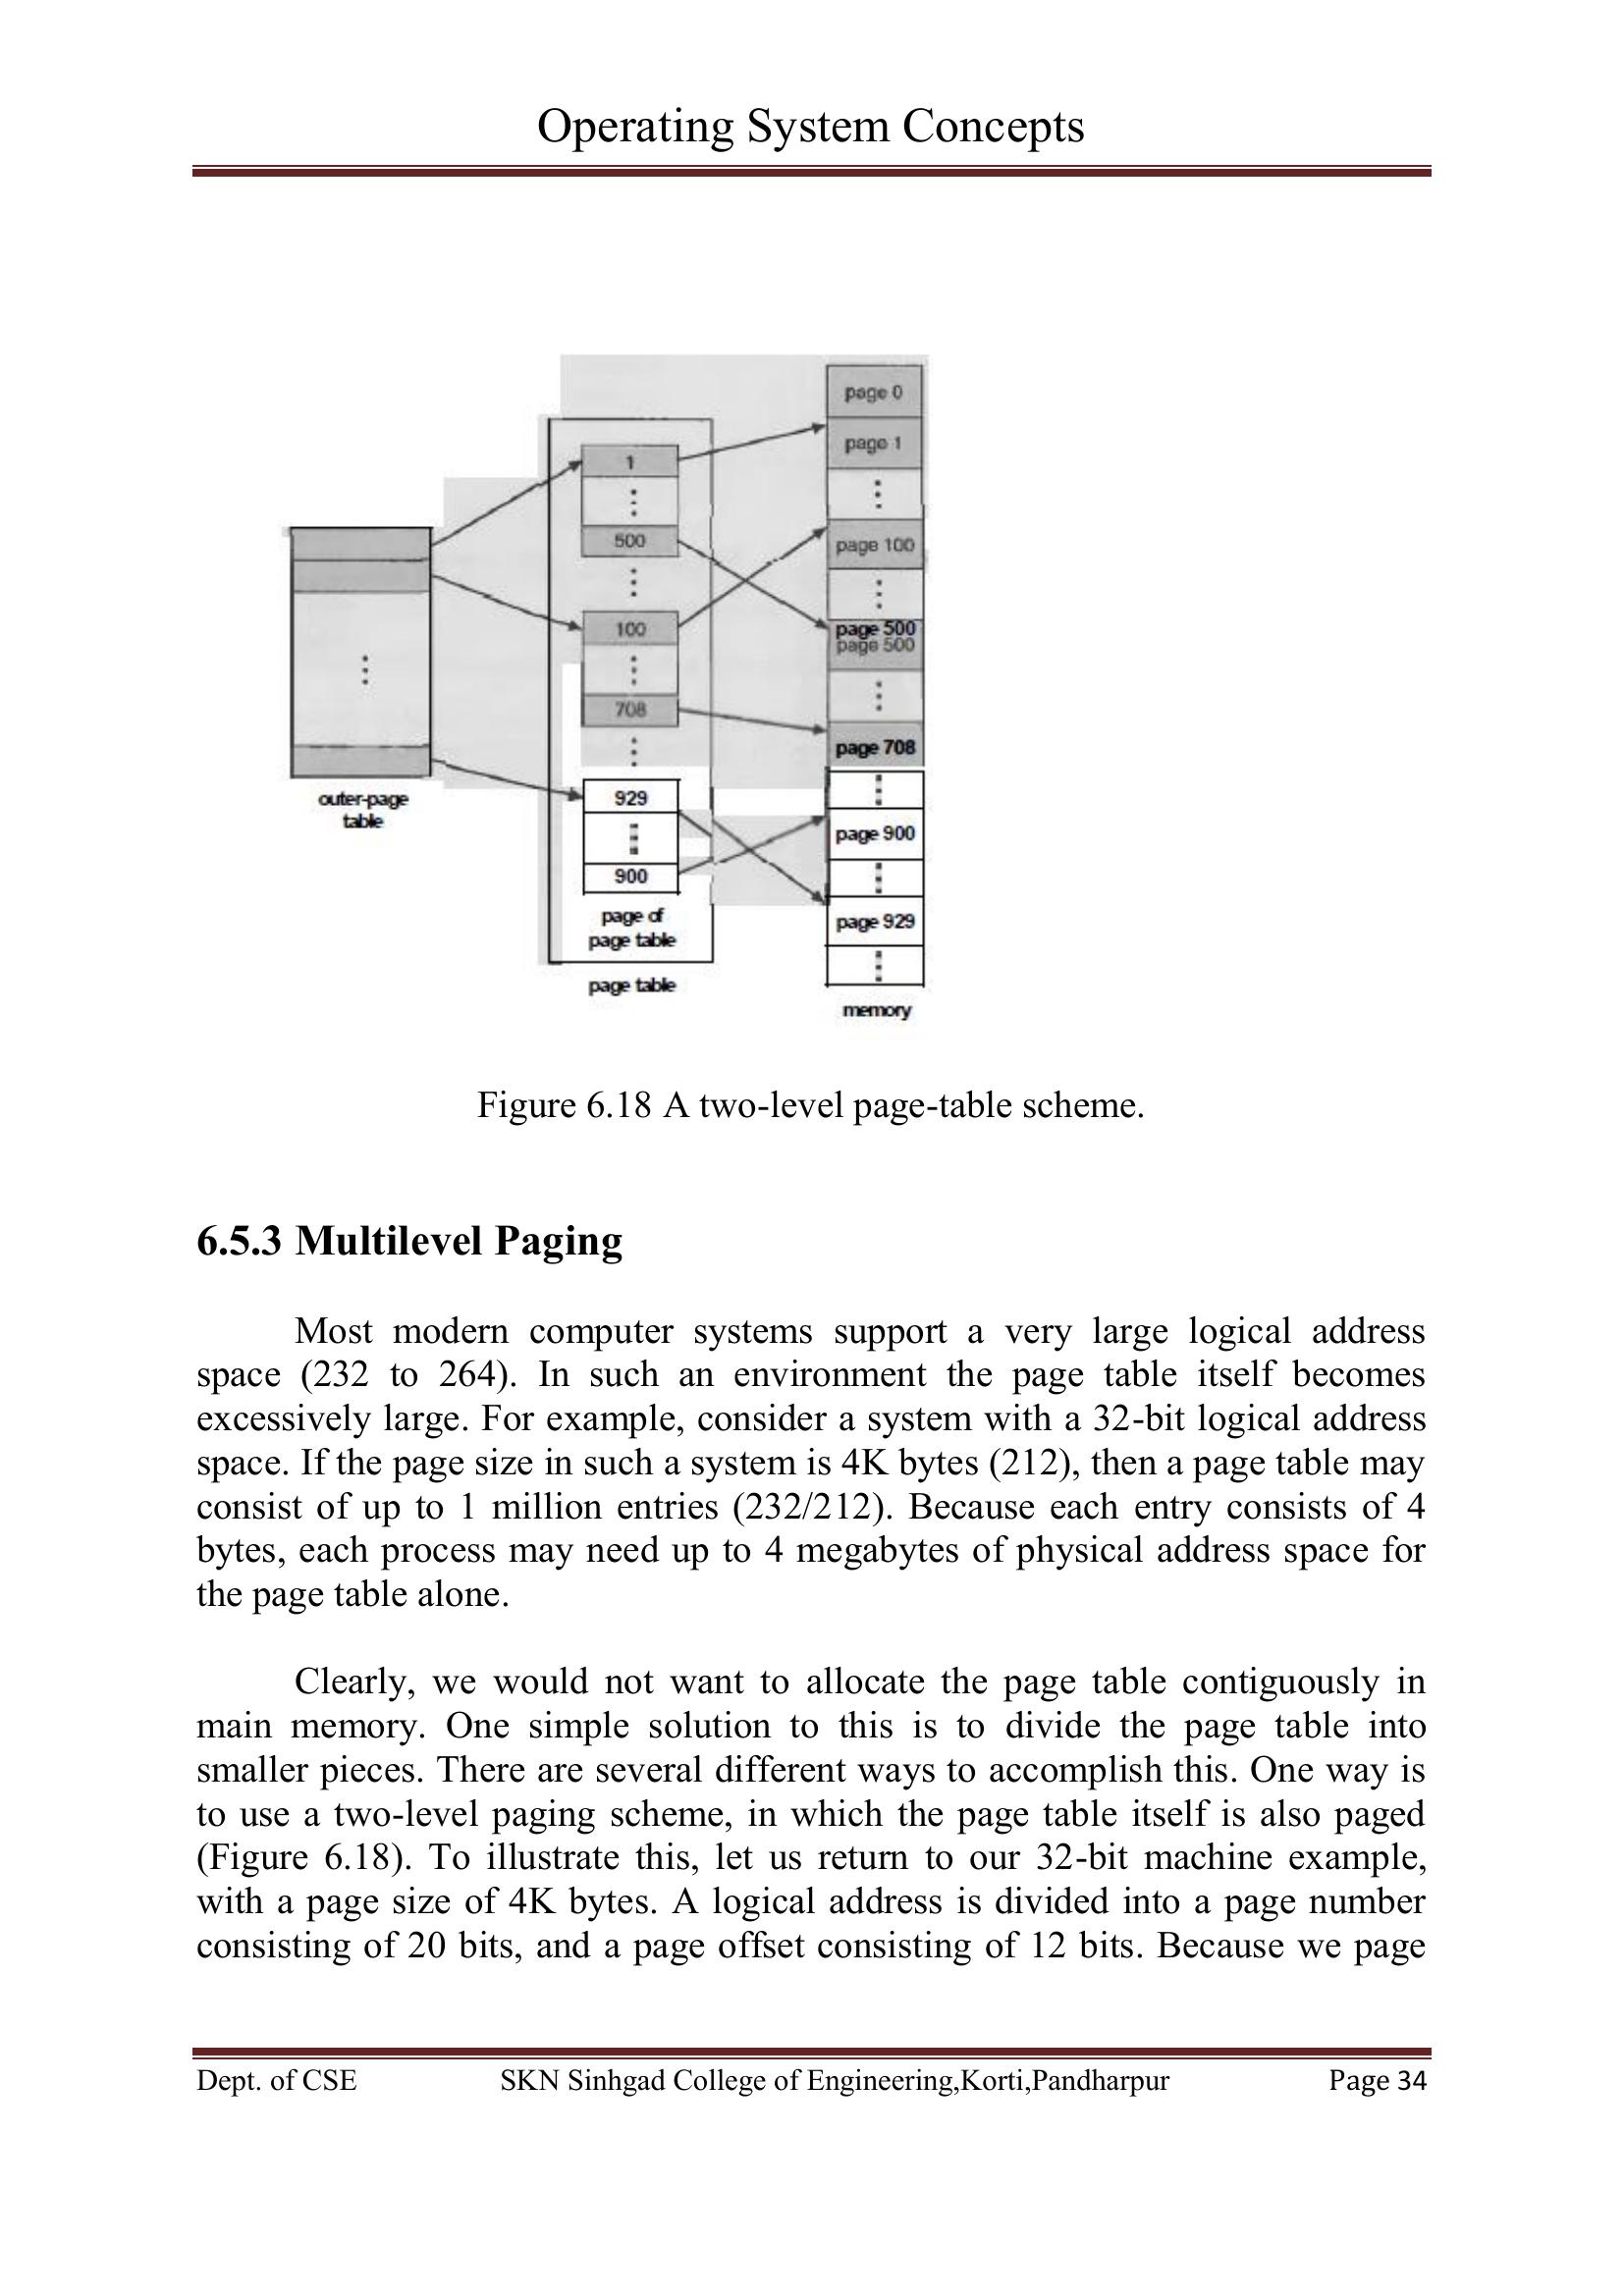 Operating System Concepts
page 0
page 1
1
500
page 100
100
page 500
page 500
708
page 708
outer-page
table
929
page 900
900
page 929
page of
page table
page table
memory
Figure 6.18 A two-level page-table scheme.
6.5.3 Multilevel Paging
Most modern computer systems support a very large logical address
space (232 to 264). In such an environment the page table itself becomes
excessively large. For example, consider a system with a 32-bit logical address
space. If the page size in such a system is 4K bytes (212), then a page table may
consist of up to 1 million entries (232/212). Because each entry consists of 4
bytes, each process may need up to 4 megabytes of physical address space for
the page table alone.
Clearly, we would not want to allocate the page table contiguously in
main memory. One simple solution to this is to divide the page table into
smaller pieces. There are several different ways to accomplish this. One way is
to use a two-level paging scheme, in which the page table itself is also paged
(Figure 6.18). To illustrate this, let us return to our 32-bit machine example,
with a page size of 4K bytes. A logical address is divided into a page number
consisting of 20 bits, and a page offset consisting of 12 bits. Because we page
Dept. of CSE SKN Sinhgad College of Engineering,Korti,Pandharpur Page 34